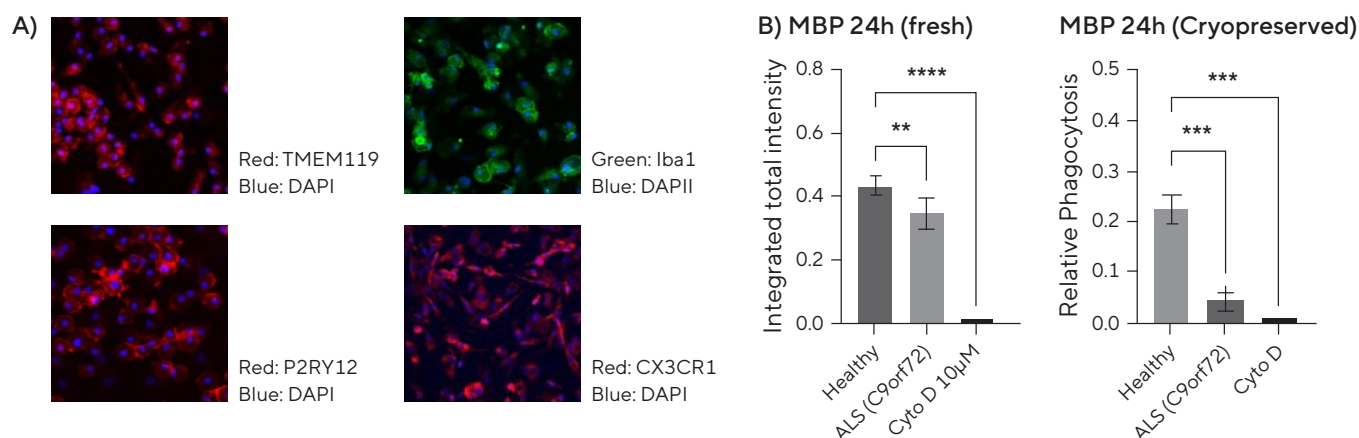 A)
Red: TMEM119
Blue: DAPI
Green: Iba1
Blue: DAPII
Red: P2RY12
Blue: DAPI
Red: CX3CR1
Blue: DAPI
B) MBP 24h (fresh)
Integrated total intensity
0.8
0.6
0.4
0.2
0.0
****
**
Healthy
ALS (C9orf72)
Cyto D 10µM
MBP 24h (Cryopreserved)
Relative Phagocytosis
0.5
0.4
0.3
0.2
0.1
0.0
***
***
Healthy
ALS (C9orf72)
Cyto D